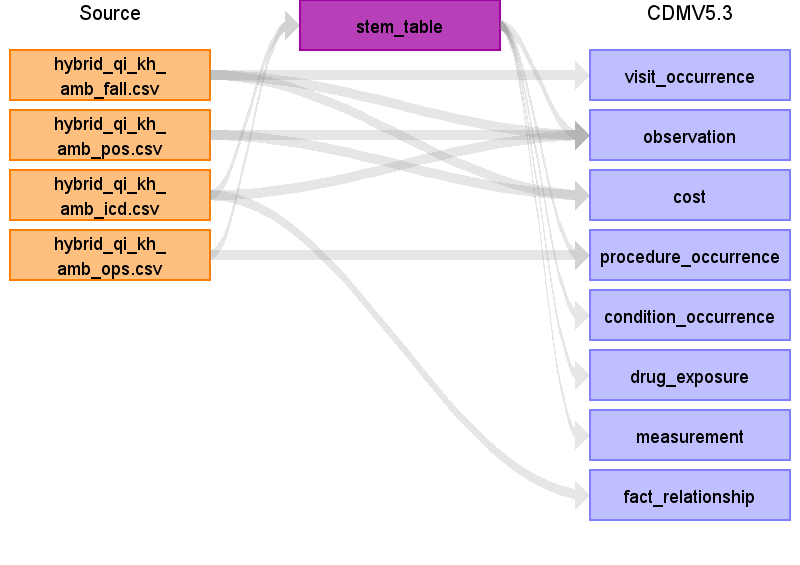 Source
stem_table
CDMV5.3
hybrid_qi_kh_
amb_fall.csv
hybrid_qi_kh_
amb_pos.csv
hybrid_qi_kh_
amb_icd.csv
hybrid_qi_kh_
amb_ops.csv
visit_occurrence
observation
cost
procedure_occurrence
condition_occurrence
drug_exposure
measurement
fact_relationship